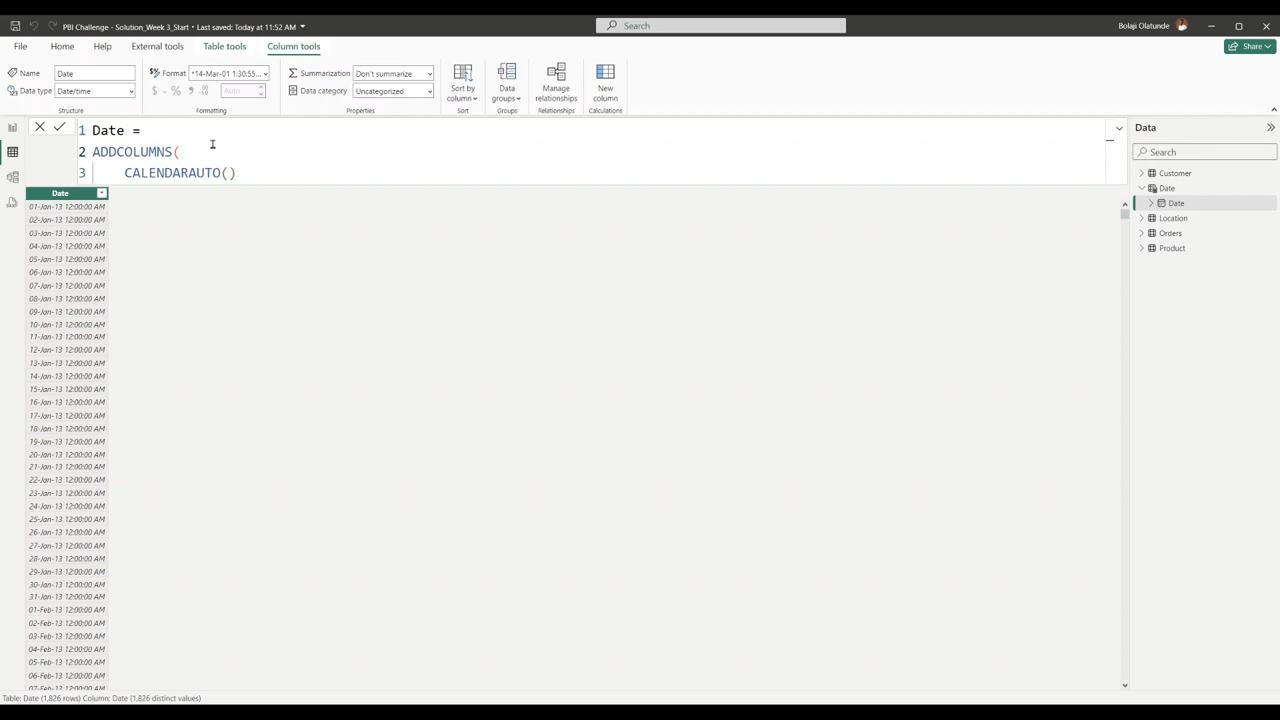 PBI Challenge - Solution_Week 3_Start • Last saved: Today at 11:52 AM
Search
Bolaji Olatunde
File Home Help External tools Table tools Column tools
Share
Name Date
Data type Date/time
Structure
Format *14-Mar-01 1:30:55...
$ % Auto
Formatting
Summarization Don't summarize
Data category Uncategorized
Properties
Sort by column
Sort
Data groups
Groups
Manage relationships
Relationships
New column
Calculations
1 Date =
2 ADDCOLUMNS(
3 CALENDARAUTO()
Date
01-Jan-13 12:00:00 AM
02-Jan-13 12:00:00 AM
03-Jan-13 12:00:00 AM
04-Jan-13 12:00:00 AM
05-Jan-13 12:00:00 AM
06-Jan-13 12:00:00 AM
07-Jan-13 12:00:00 AM
08-Jan-13 12:00:00 AM
09-Jan-13 12:00:00 AM
10-Jan-13 12:00:00 AM
11-Jan-13 12:00:00 AM
12-Jan-13 12:00:00 AM
13-Jan-13 12:00:00 AM
14-Jan-13 12:00:00 AM
15-Jan-13 12:00:00 AM
16-Jan-13 12:00:00 AM
17-Jan-13 12:00:00 AM
18-Jan-13 12:00:00 AM
19-Jan-13 12:00:00 AM
20-Jan-13 12:00:00 AM
21-Jan-13 12:00:00 AM
22-Jan-13 12:00:00 AM
23-Jan-13 12:00:00 AM
24-Jan-13 12:00:00 AM
25-Jan-13 12:00:00 AM
26-Jan-13 12:00:00 AM
27-Jan-13 12:00:00 AM
28-Jan-13 12:00:00 AM
29-Jan-13 12:00:00 AM
30-Jan-13 12:00:00 AM
31-Jan-13 12:00:00 AM
01-Feb-13 12:00:00 AM
02-Feb-13 12:00:00 AM
03-Feb-13 12:00:00 AM
04-Feb-13 12:00:00 AM
05-Feb-13 12:00:00 AM
06-Feb-13 12:00:00 AM
07-Feb-13 12:00:00 AM
Data
Search
Customer
Date
Date
Location
Orders
Product
Table: Date (1,826 rows) Column: Date (1,826 distinct values)